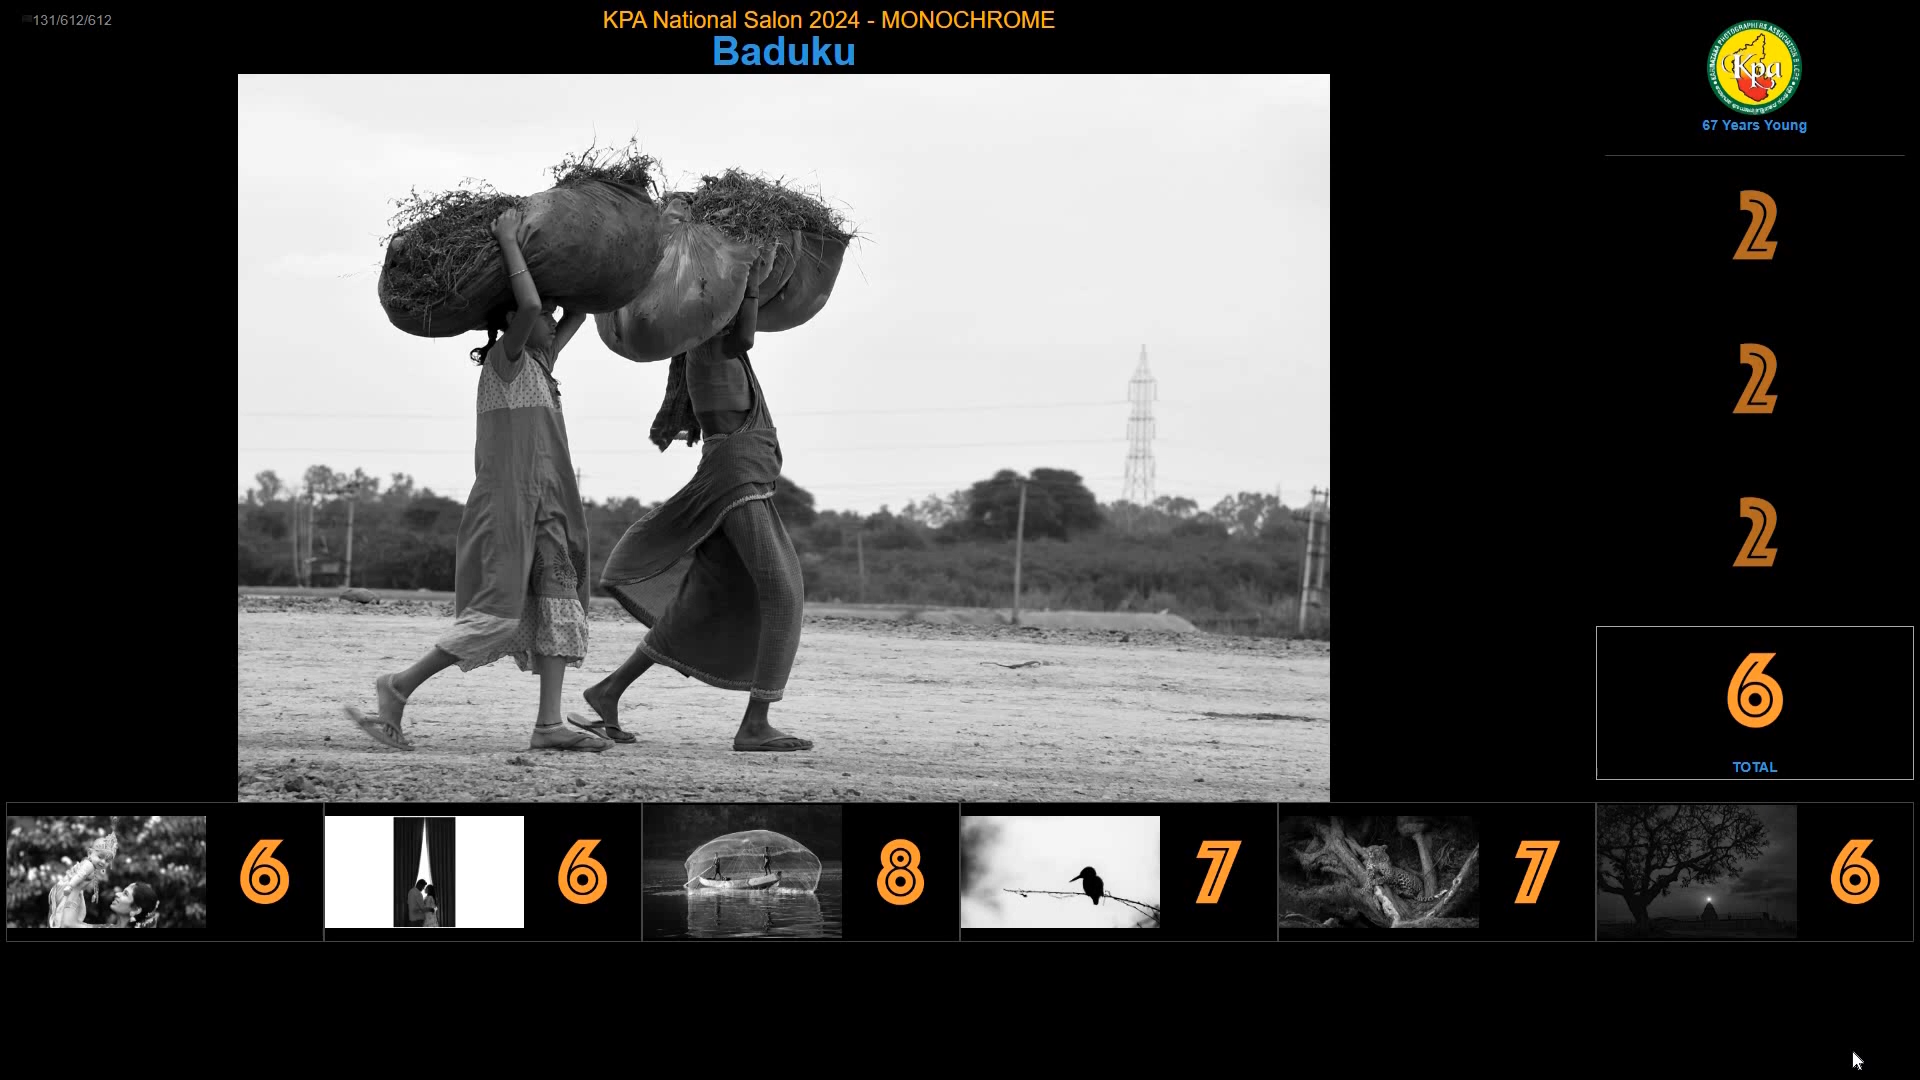 131/612/612
KPA National Salon 2024 - MONOCHROME
Baduku
Kpa
67 Years Young
2
2
2
6
TOTAL
6
6
8
7
7
6